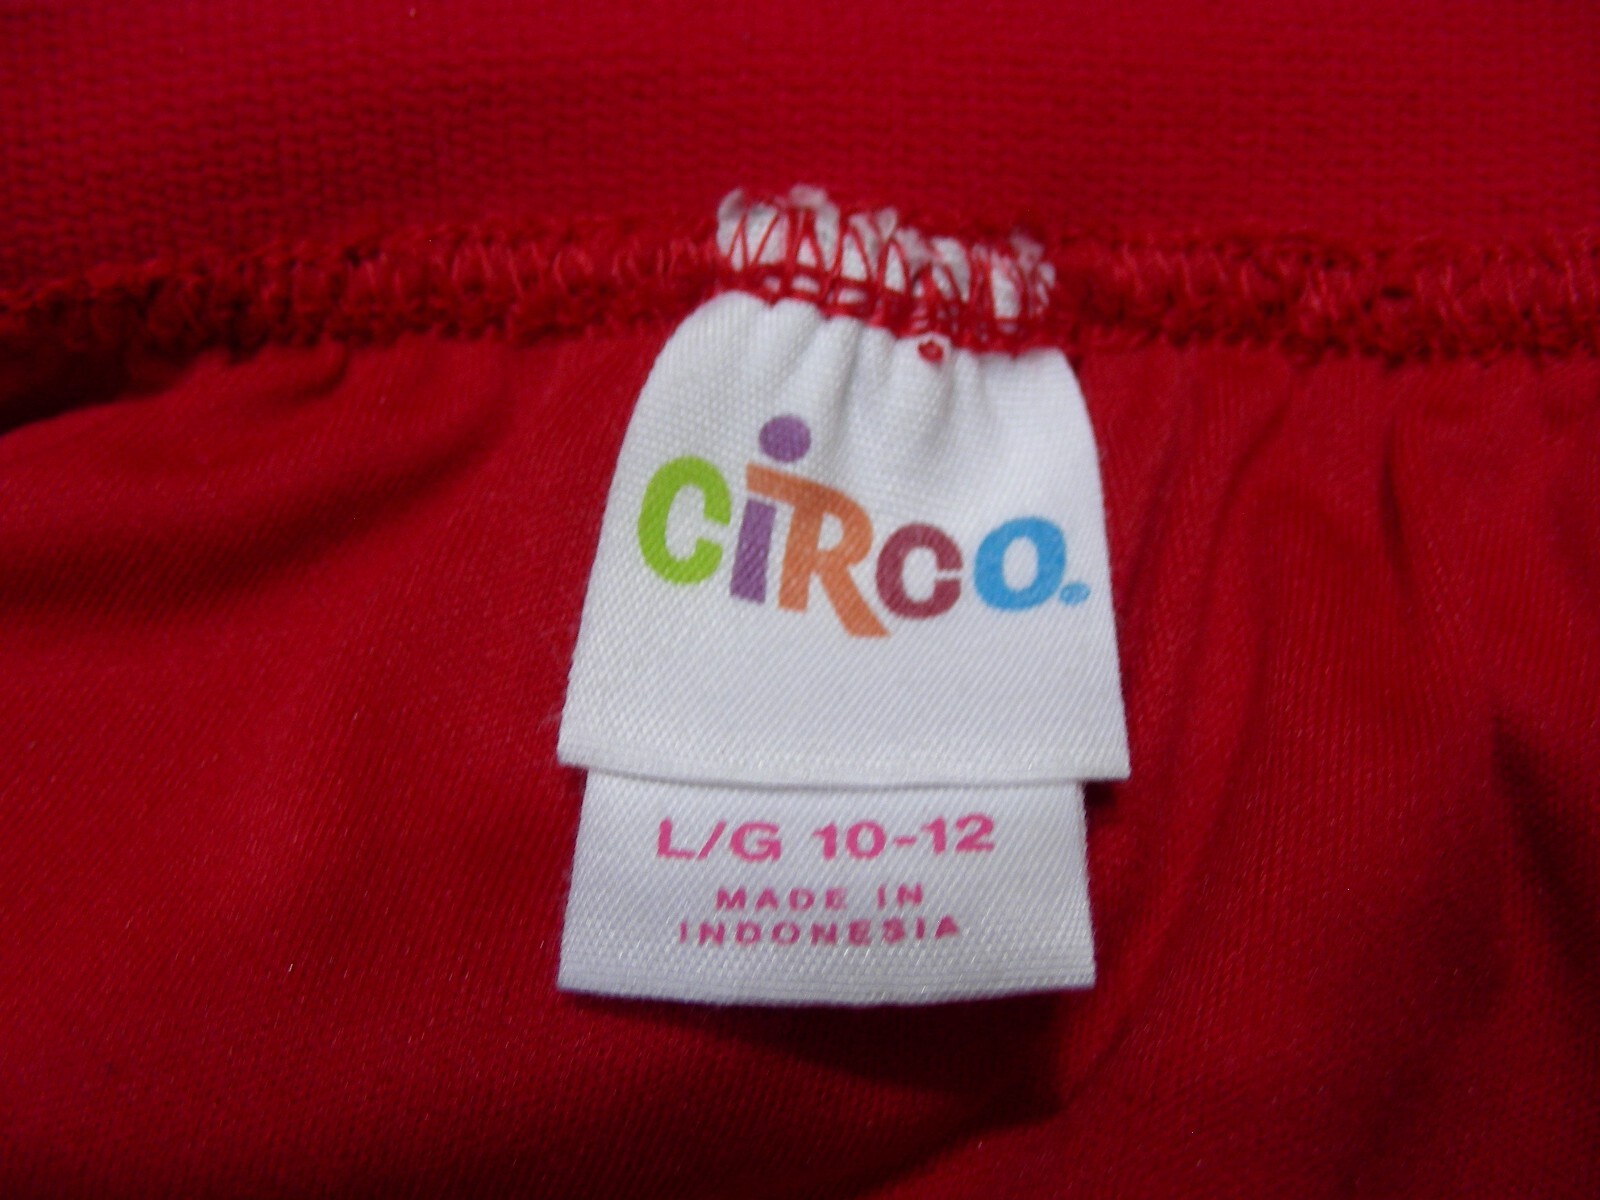 CiRCO®
L/G 10-12
MADE IN
INDONESIA